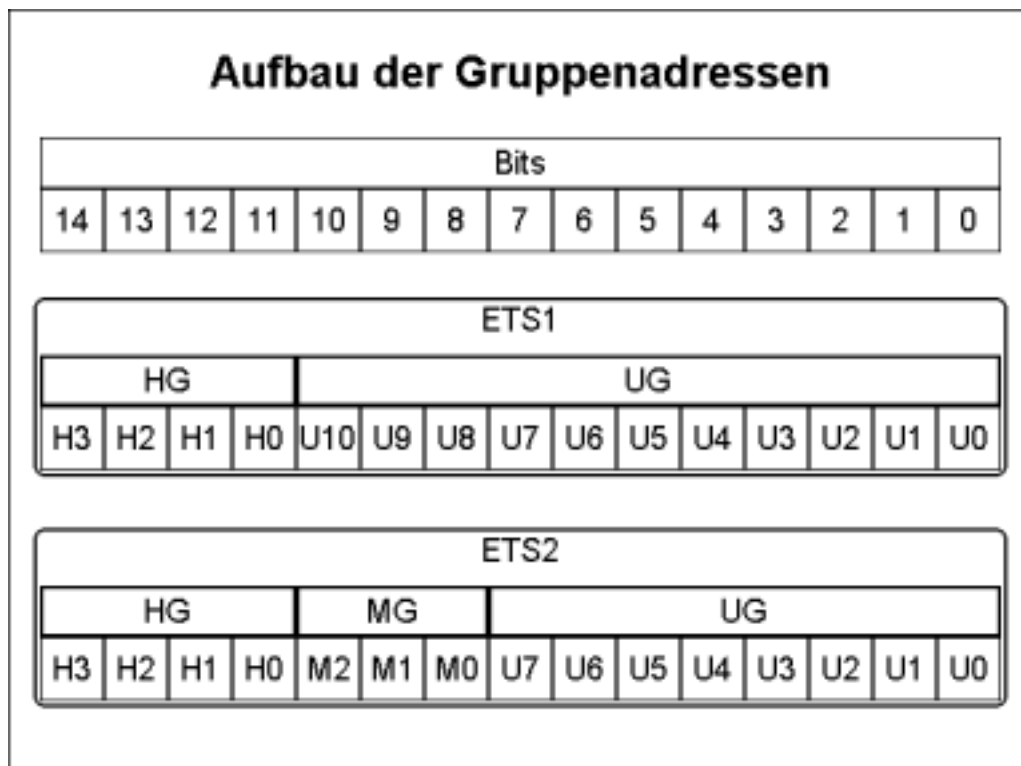 Aufbau der Gruppenadressen
Bits
14 13 12 11 10 9 8 7 6 5 4 3 2 1 0
ETS1
HG UG
H3 H2 H1 H0 U10 U9 U8 U7 U6 U5 U4 U3 U2 U1 U0
ETS2
HG MG UG
H3 H2 H1 H0 M2 M1 M0 U7 U6 U5 U4 U3 U2 U1 U0